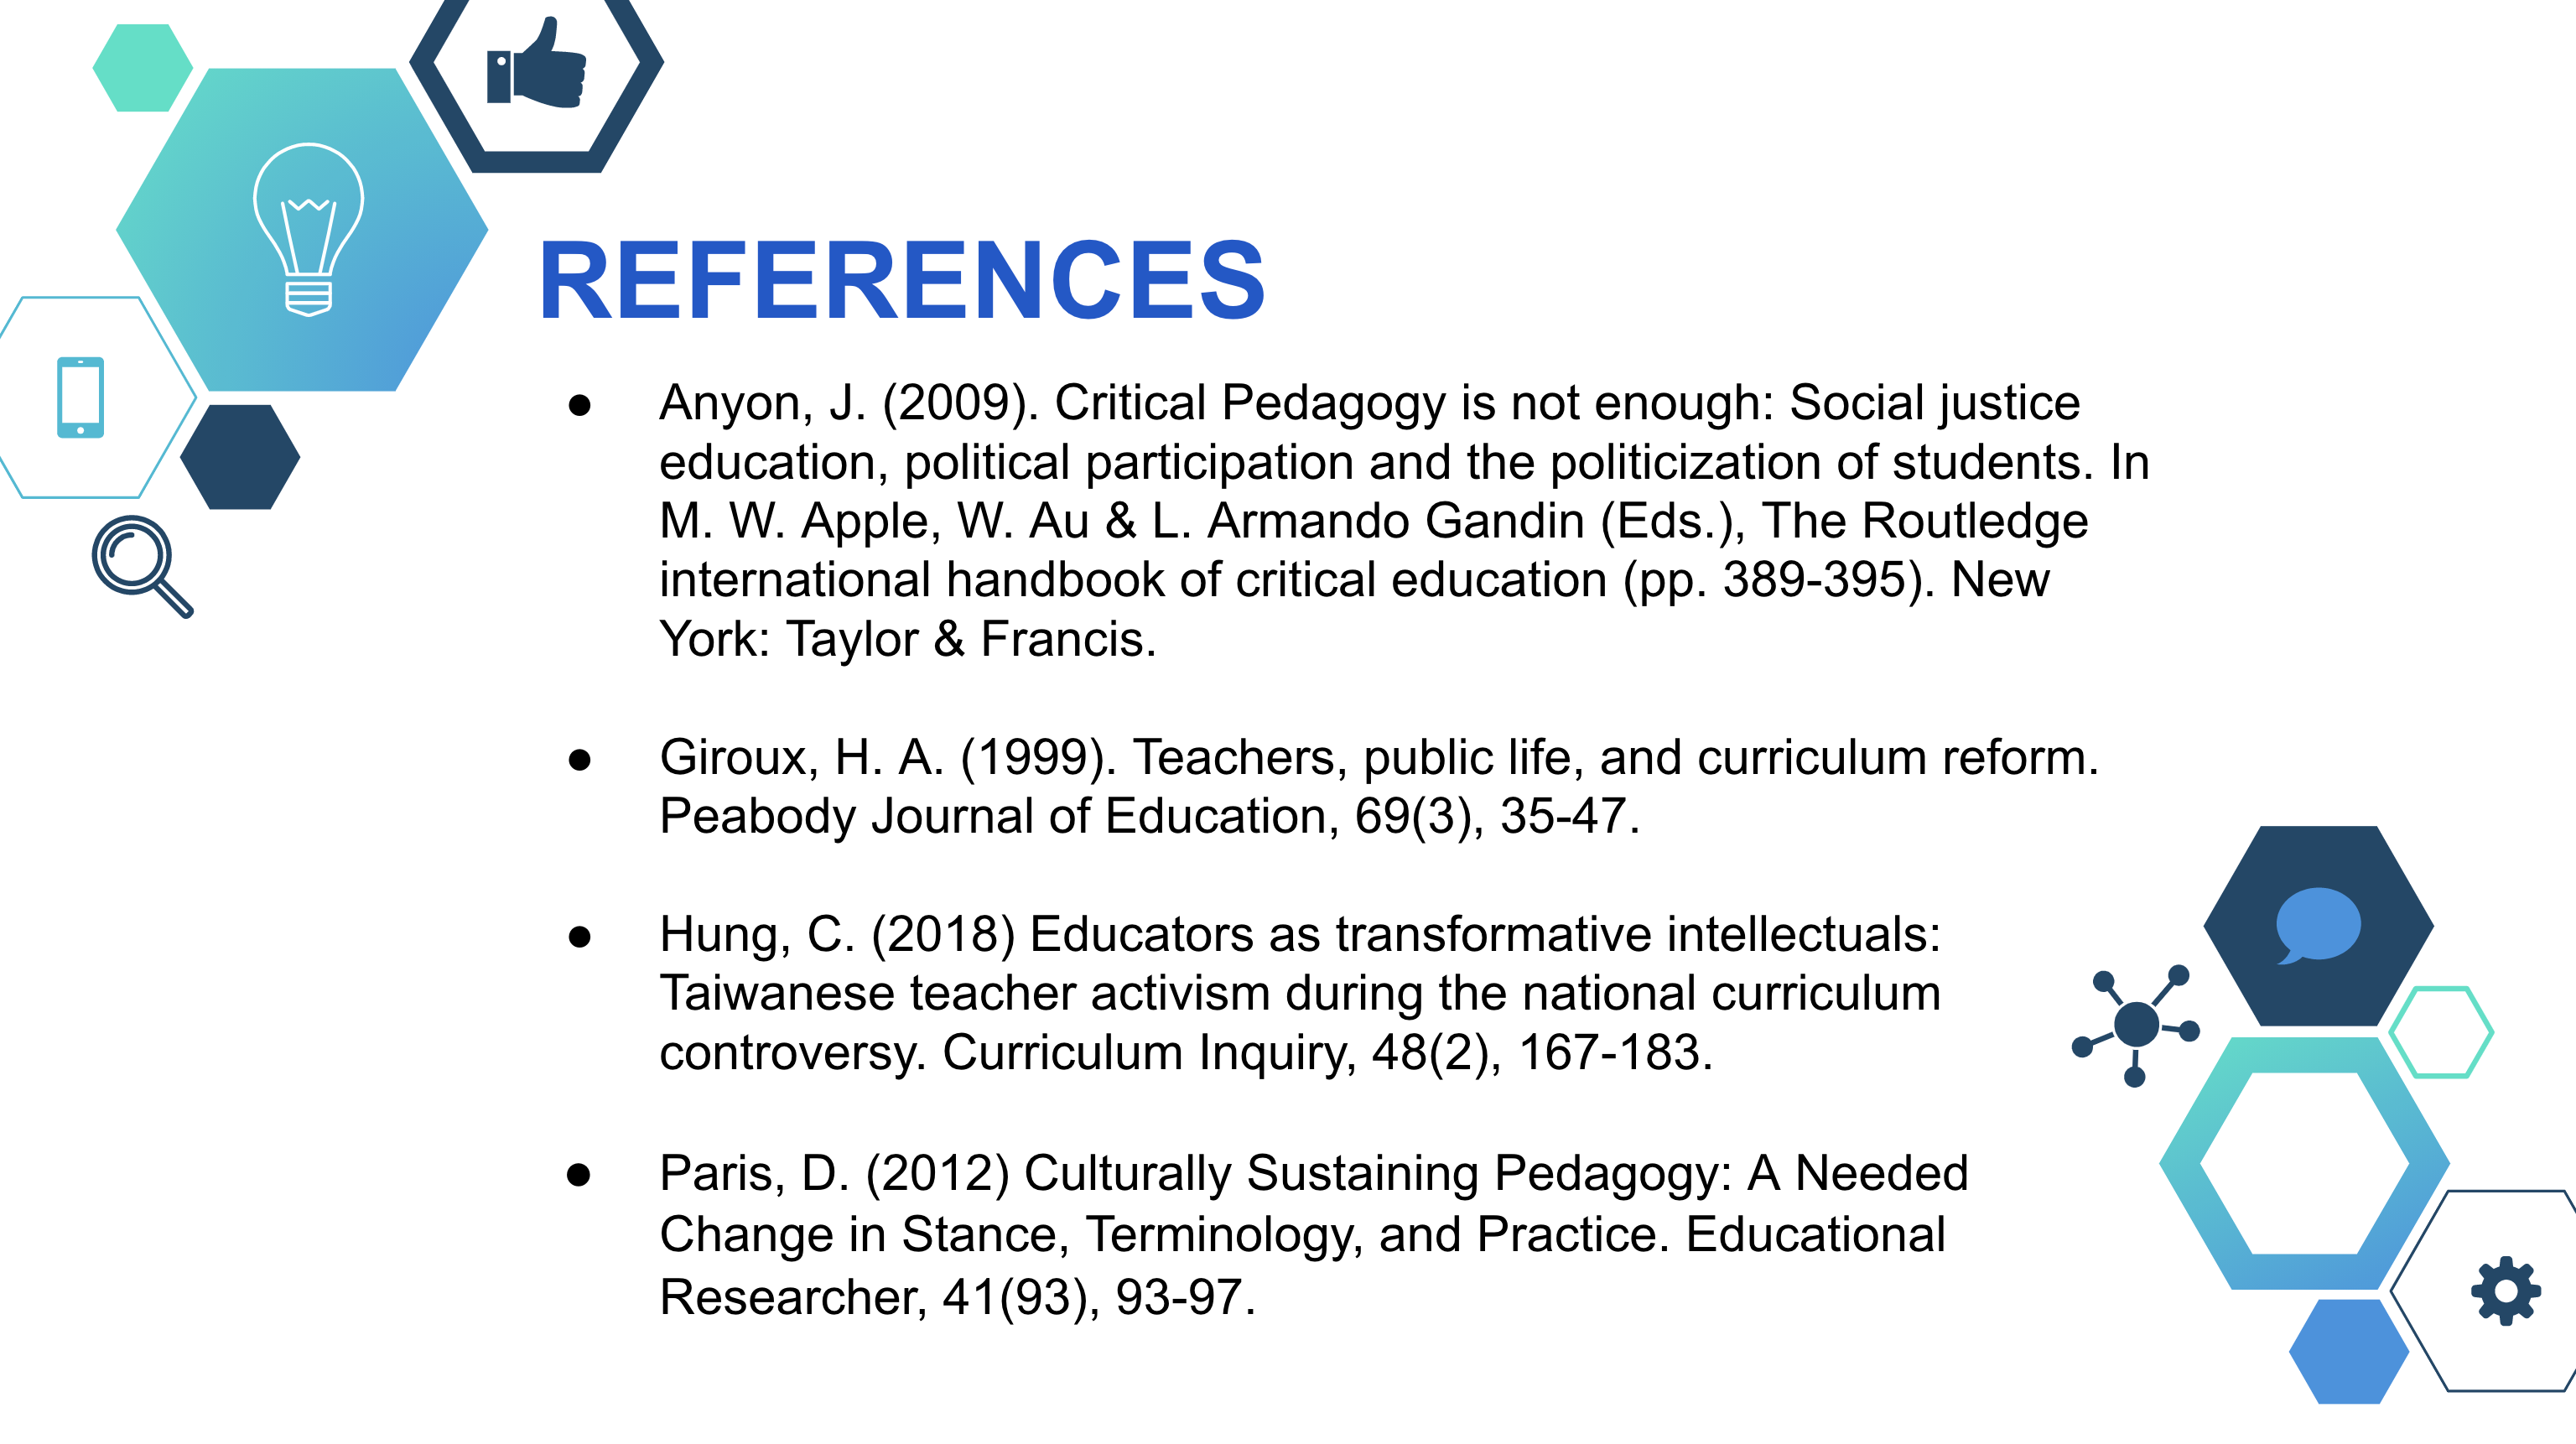 REFERENCES
● Anyon, J. (2009). Critical Pedagogy is not enough: Social justice
education, political participation and the politicization of students. In
M. W. Apple, W. Au & L. Armando Gandin (Eds.), The Routledge
international handbook of critical education (pp. 389-395). New
York: Taylor & Francis.
● Giroux, H. A. (1999). Teachers, public life, and curriculum reform.
Peabody Journal of Education, 69(3), 35-47.
● Hung, C. (2018) Educators as transformative intellectuals:
Taiwanese teacher activism during the national curriculum
controversy. Curriculum Inquiry, 48(2), 167-183.
● Paris, D. (2012) Culturally Sustaining Pedagogy: A Needed
Change in Stance, Terminology, and Practice. Educational
Researcher, 41(93), 93-97.